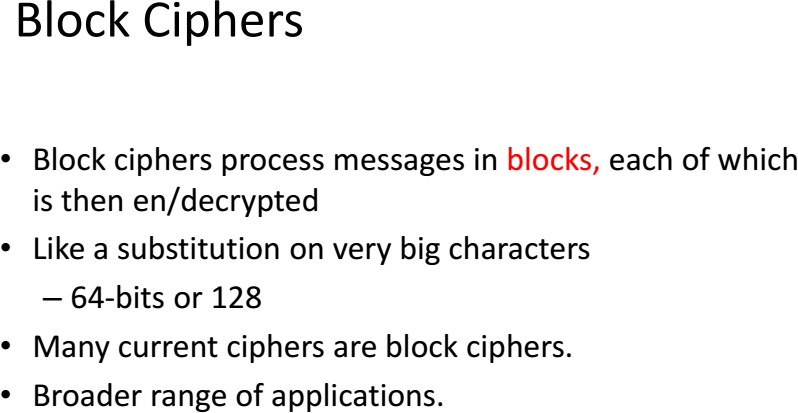 Block Ciphers
• Block ciphers process messages in blocks, each of which
is then en/decrypted
• Like a substitution on very big characters
– 64-bits or 128
• Many current ciphers are block ciphers.
• Broader range of applications.